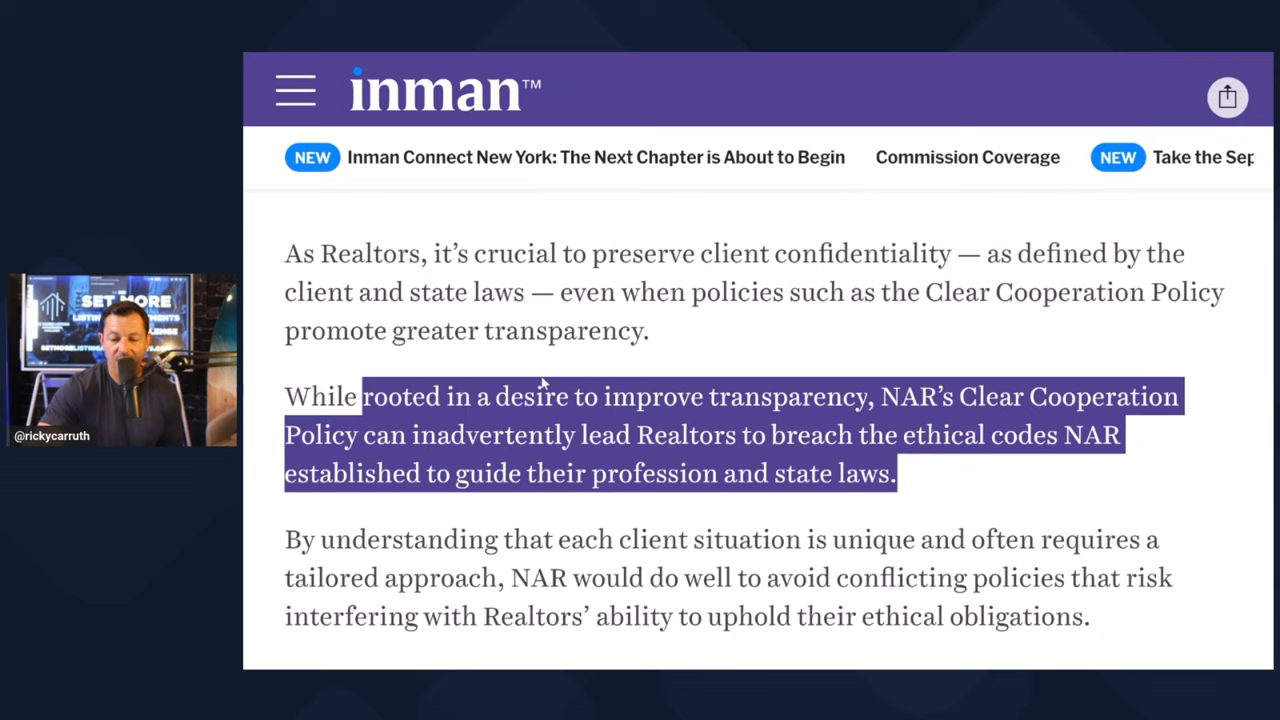 inman™
NEW Inman Connect New York: The Next Chapter is About to Begin Commission Coverage NEW Take the Sep
As Realtors, it’s crucial to preserve client confidentiality — as defined by the
client and state laws — even when policies such as the Clear Cooperation Policy
promote greater transparency.
While rooted in a desire to improve transparency, NAR’s Clear Cooperation
Policy can inadvertently lead Realtors to breach the ethical codes NAR
established to guide their profession and state laws.
By understanding that each client situation is unique and often requires a
tailored approach, NAR would do well to avoid conflicting policies that risk
interfering with Realtors’ ability to uphold their ethical obligations.
SET MORE
@rickycarruth